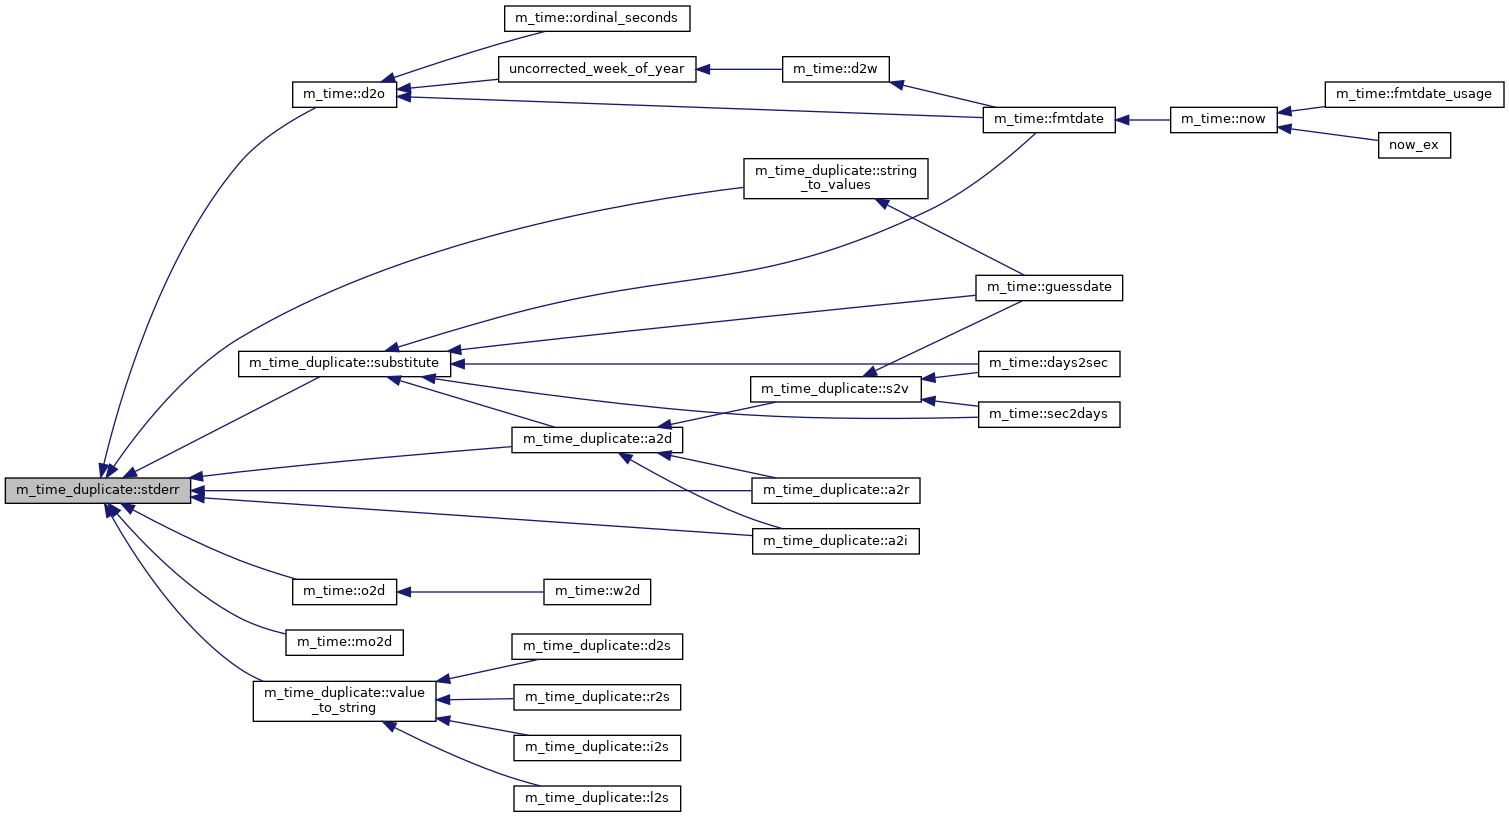 m_time::ordinal_seconds
uncorrected_week_of_year
m_time::d2w
m_time::d2o
m_time::fmtdate
m_time::now
m_time::fmtdate_usage
now_ex
m_time_duplicate::string
_to_values
m_time::guessdate
m_time_duplicate::substitute
m_time::days2sec
m_time_duplicate::s2v
m_time::sec2days
m_time_duplicate::a2d
m_time_duplicate::stderr
m_time_duplicate::a2r
m_time_duplicate::a2i
m_time::o2d
m_time::w2d
m_time::mo2d
m_time_duplicate::d2s
m_time_duplicate::value
_to_string
m_time_duplicate::r2s
m_time_duplicate::i2s
m_time_duplicate::l2s